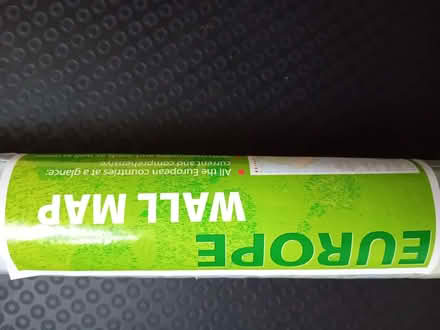 EUROPE
WALL MAP
All the European countries at a glance:
current and comprehensive